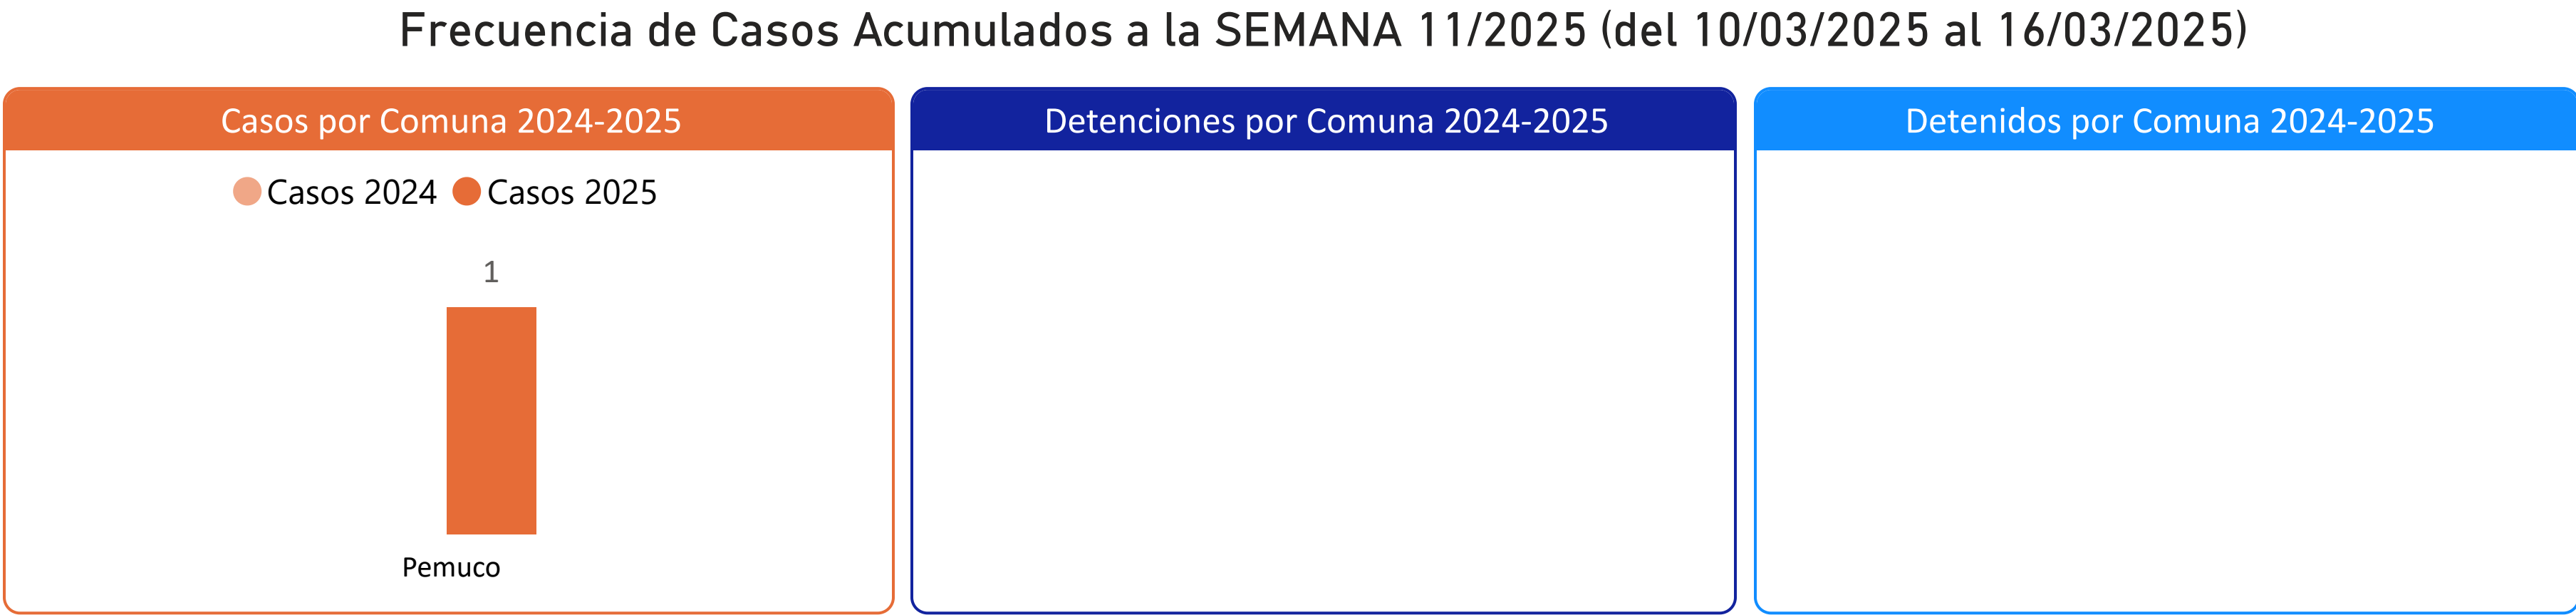 Frecuencia de Casos Acumulados a la SEMANA 11/2025 (del 10/03/2025 al 16/03/2025)
Casos por Comuna 2024-2025
Casos 2024 Casos 2025
1
Pemuco
Detenciones por Comuna 2024-2025
Detenidos por Comuna 2024-2025